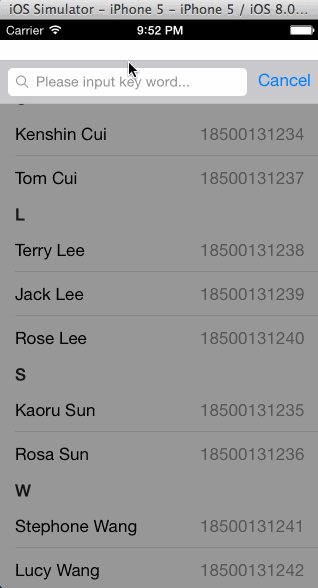 iOS Simulator – iPhone 5 – iPhone 5 / iOS 8.0...
Carrier 9:52 PM
Please input key word... Cancel
Kenshin Cui 18500131234
Tom Cui 18500131237
L
Terry Lee 18500131238
Jack Lee 18500131239
Rose Lee 18500131240
S
Kaoru Sun 18500131235
Rosa Sun 18500131236
W
Stephone Wang 18500131241
Lucy Wang 18500131242